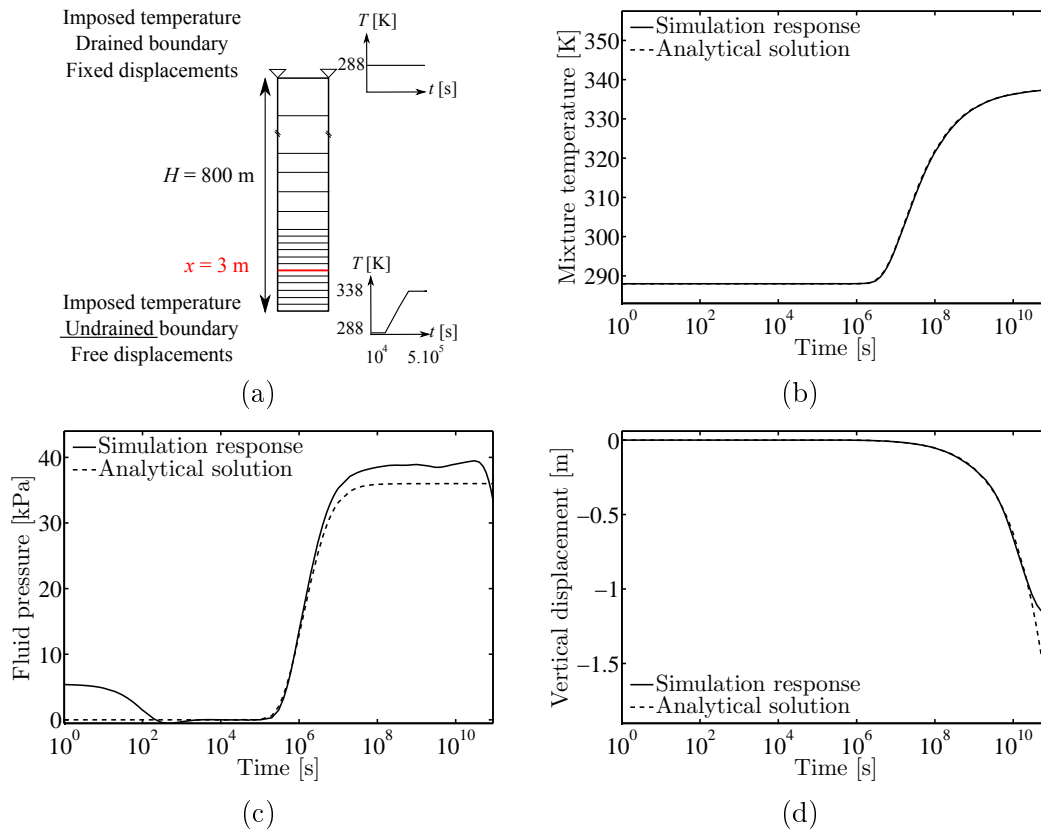 Imposed temperature
Drained boundary
Fixed displacements
T [K]
288
t [s]
H = 800 m
x = 3 m
T [K]
338
288
t [s]
10^4 5.10^5
Imposed temperature
Undrained boundary
Free displacements
(a)
Simulation response
Analytical solution
Mixture temperature [K]
350
340
330
320
310
300
290
10^0 10^2 10^4 10^6 10^8 10^10
Time [s]
(b)
Simulation response
Analytical solution
Fluid pressure [kPa]
40
30
20
10
0
10^0 10^2 10^4 10^6 10^8 10^10
Time [s]
(c)
Vertical displacement [m]
0
−0.5
−1
−1.5
Simulation response
Analytical solution
10^0 10^2 10^4 10^6 10^8 10^10
Time [s]
(d)